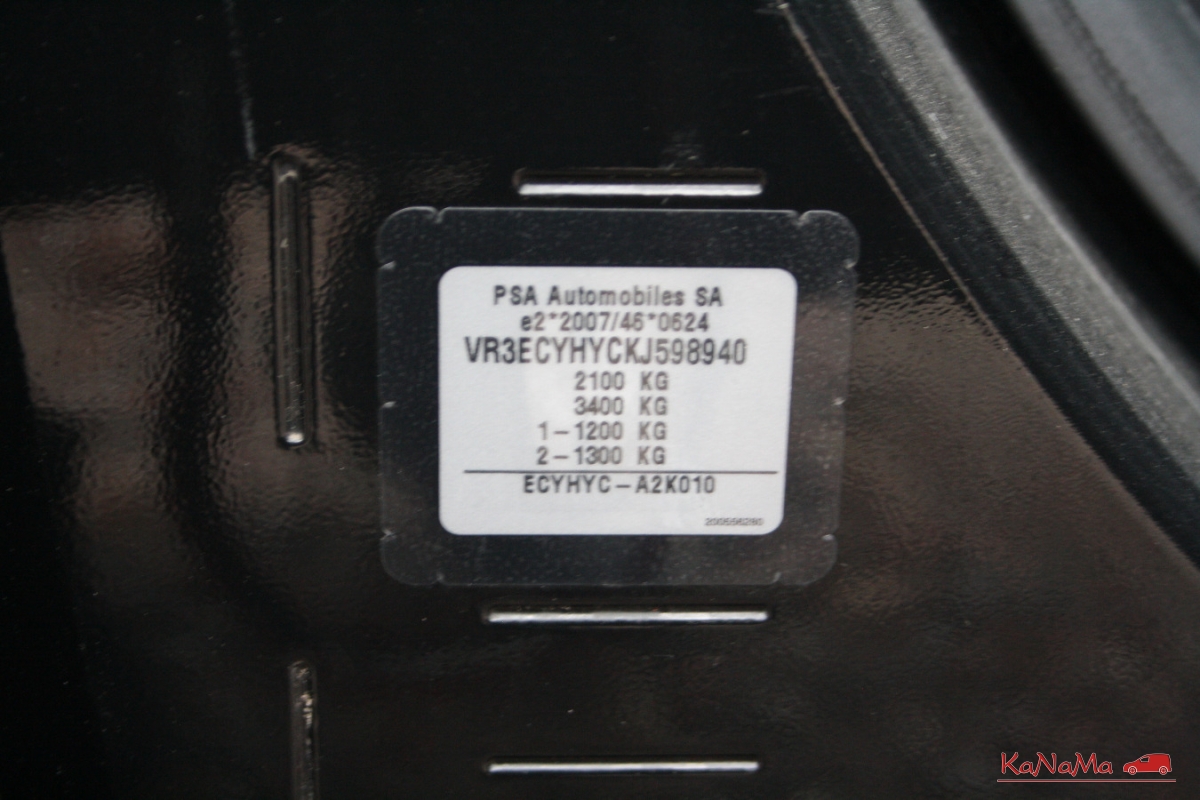 PSA Automobiles SA
e2*2007/46*0624
VR3ECYHYCKJ598940
2100 KG
3400 KG
1-1200 KG
2-1300 KG
ECYHYC-A2K010
200556280
KaNaMa